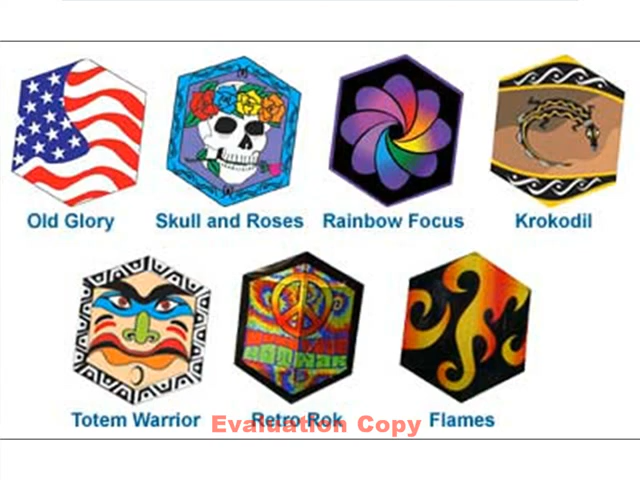 Old Glory
Skull and Roses
Rainbow Focus
Krokodil
Totem Warrior
Retro Rok
Flames
Evaluation Copy